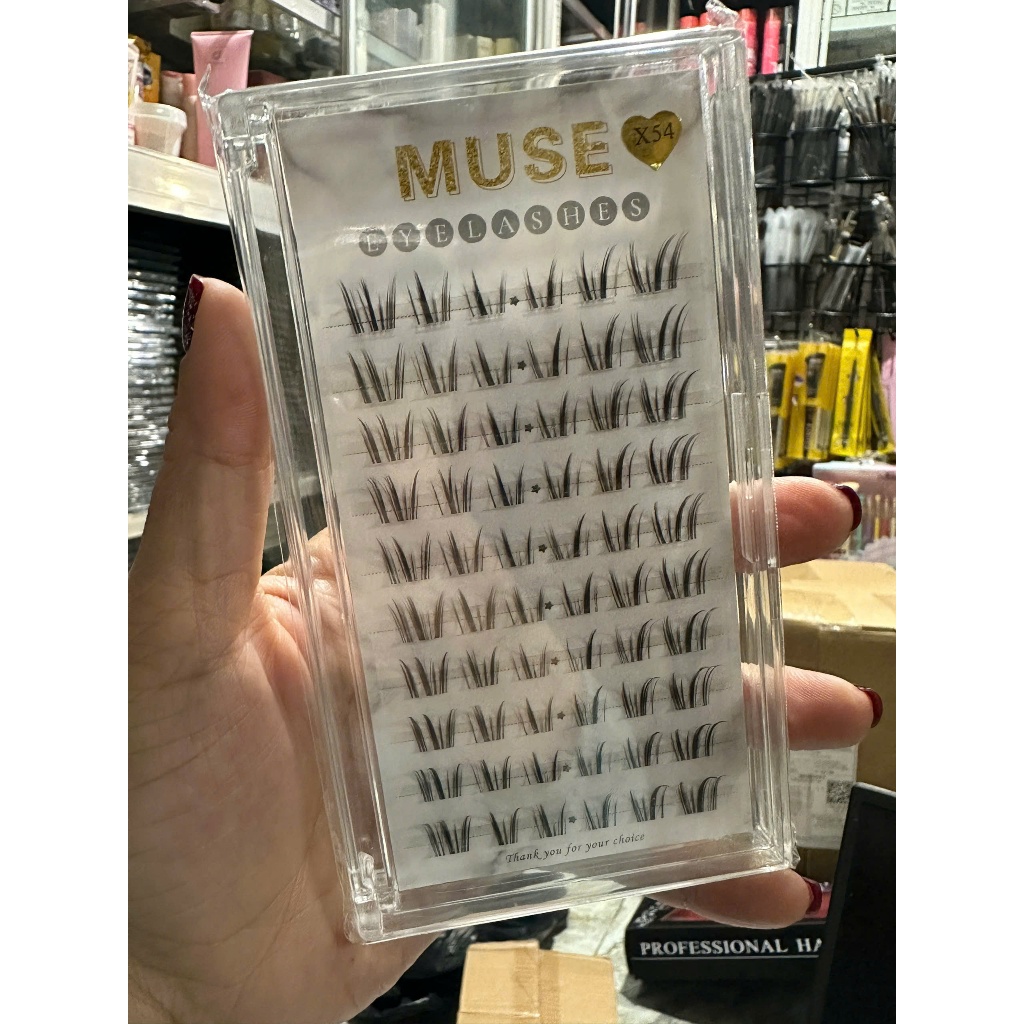 MUSE
X54
EYELASHES
Thank you for your choice
PROFESSIONAL HA